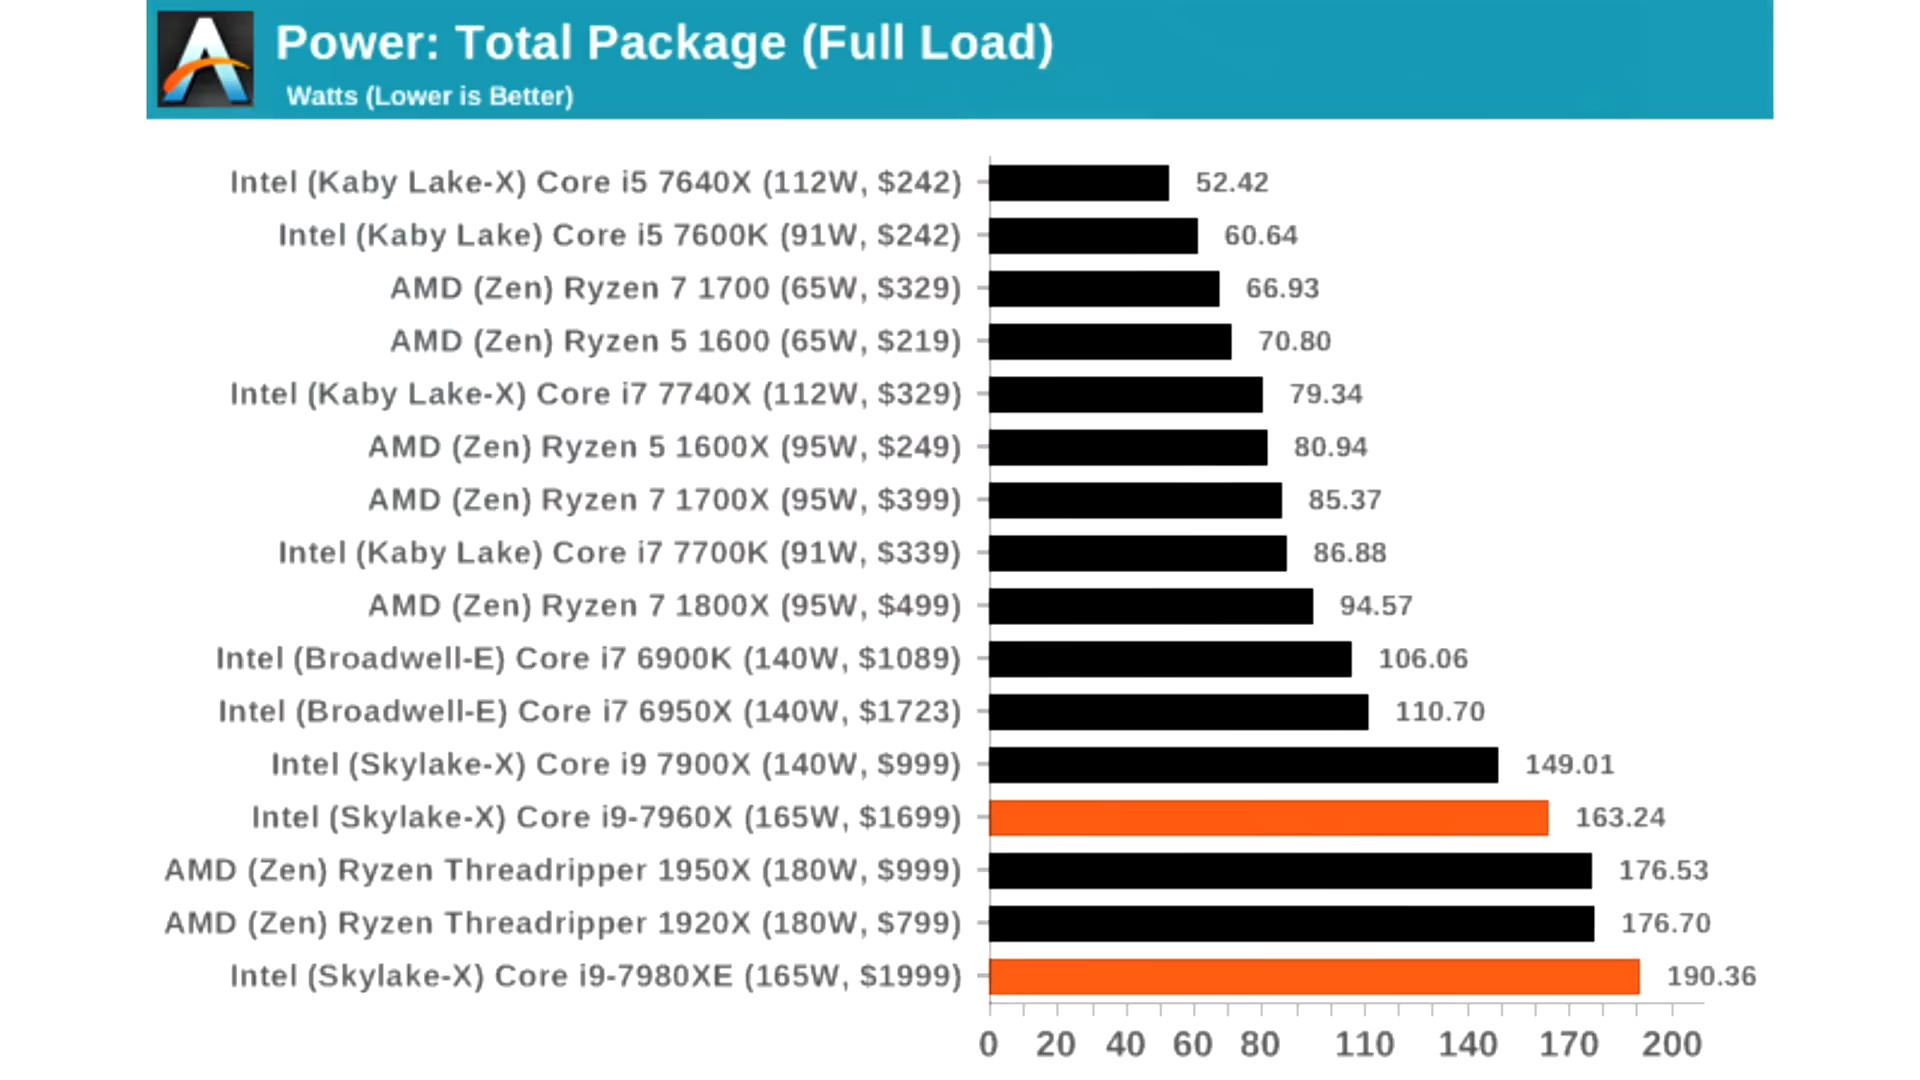 Power: Total Package (Full Load)
Watts (Lower is Better)
Intel (Kaby Lake-X) Core i5 7640X (112W, $242) 52.42
Intel (Kaby Lake) Core i5 7600K (91W, $242) 60.64
AMD (Zen) Ryzen 7 1700 (65W, $329) 66.93
AMD (Zen) Ryzen 5 1600 (65W, $219) 70.80
Intel (Kaby Lake-X) Core i7 7740X (112W, $329) 79.34
AMD (Zen) Ryzen 5 1600X (95W, $249) 80.94
AMD (Zen) Ryzen 7 1700X (95W, $399) 85.37
Intel (Kaby Lake) Core i7 7700K (91W, $339) 86.88
AMD (Zen) Ryzen 7 1800X (95W, $499) 94.57
Intel (Broadwell-E) Core i7 6900K (140W, $1089) 106.06
Intel (Broadwell-E) Core i7 6950X (140W, $1723) 110.70
Intel (Skylake-X) Core i9 7900X (140W, $999) 149.01
Intel (Skylake-X) Core i9-7960X (165W, $1699) 163.24
AMD (Zen) Ryzen Threadripper 1950X (180W, $999) 176.53
AMD (Zen) Ryzen Threadripper 1920X (180W, $799) 176.70
Intel (Skylake-X) Core i9-7980XE (165W, $1999) 190.36
0 20 40 60 80 110 140 170 200